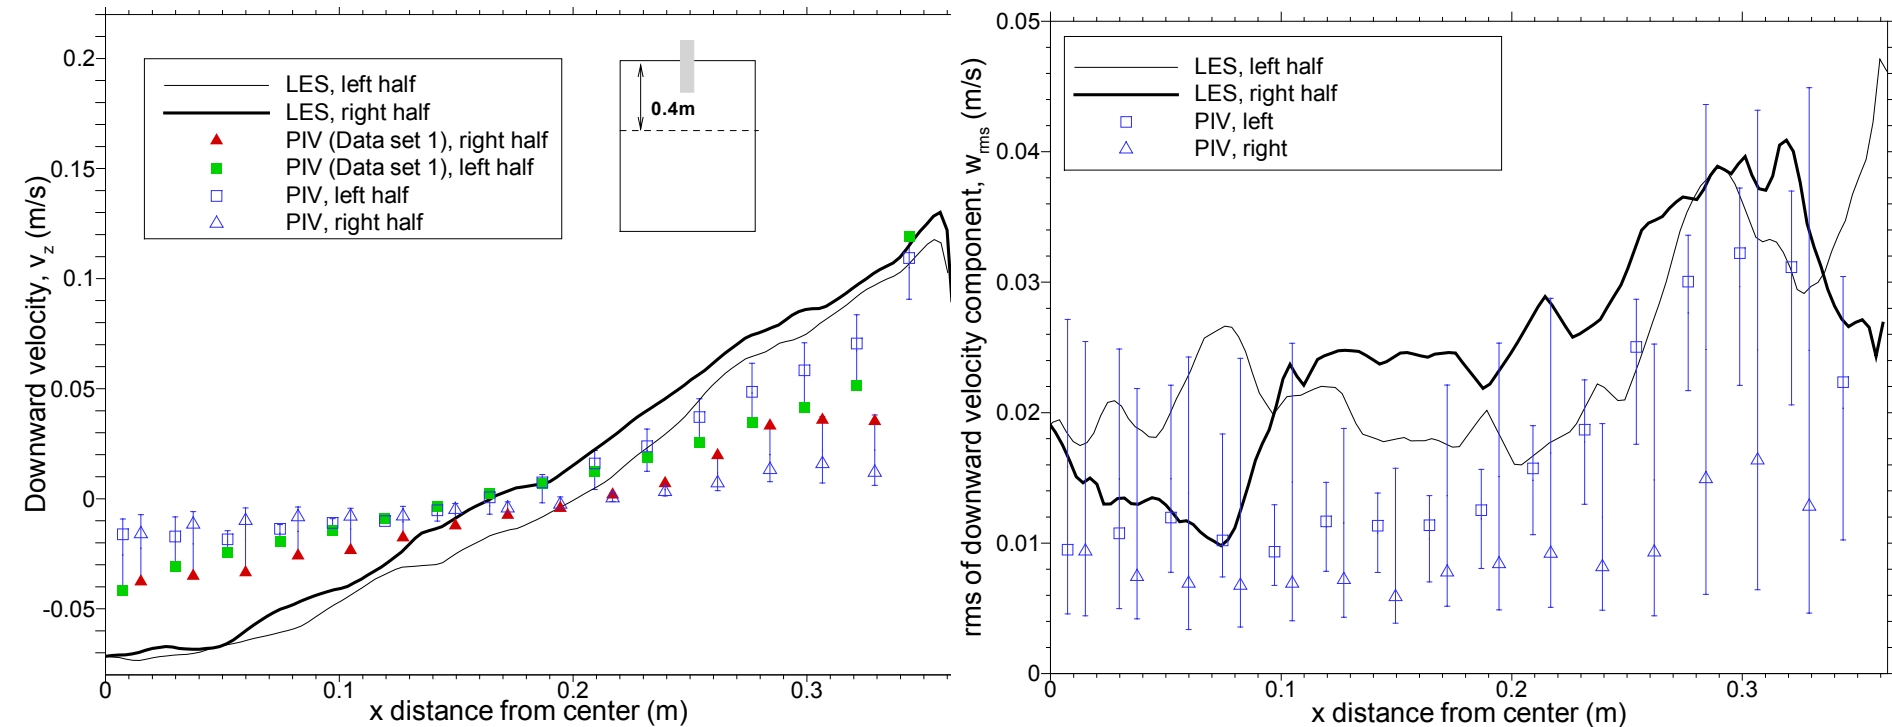 0.2
0.15
0.1
0.05
0
-0.05
Downward velocity, vz (m/s)
LES, left half
LES, right half
PIV (Data set 1), right half
PIV (Data set 1), left half
PIV, left half
PIV, right half
0.4m
0
0.1
0.2
0.3
x distance from center (m)
0.05
0.04
0.03
0.02
0.01
0
rms of downward velocity component, wrms (m/s)
LES, left half
LES, right half
PIV, left
PIV, right
0
0.1
0.2
0.3
x distance from center (m)